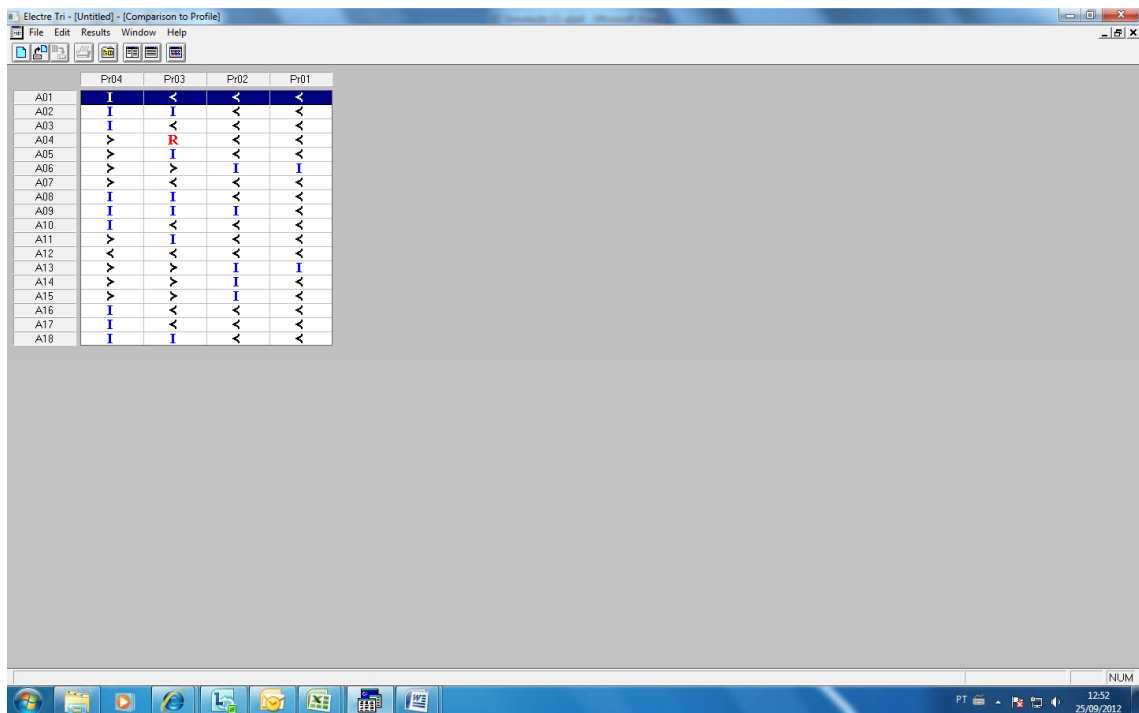 Electre Tri - [Untitled] - [Comparison to Profile]
File Edit Results Window Help
Pr04 Pr03 Pr02 Pr01
A01 I < < <
A02 I I < <
A03 I < < <
A04 > R < <
A05 > I < <
A06 > > I I
A07 > < < <
A08 I I < <
A09 I I I <
A10 I < < <
A11 > I < <
A12 < < < <
A13 > > I I
A14 > > I <
A15 > > I <
A16 I < < <
A17 I < < <
A18 I I < <
NUM
PT 12:52
25/09/2012